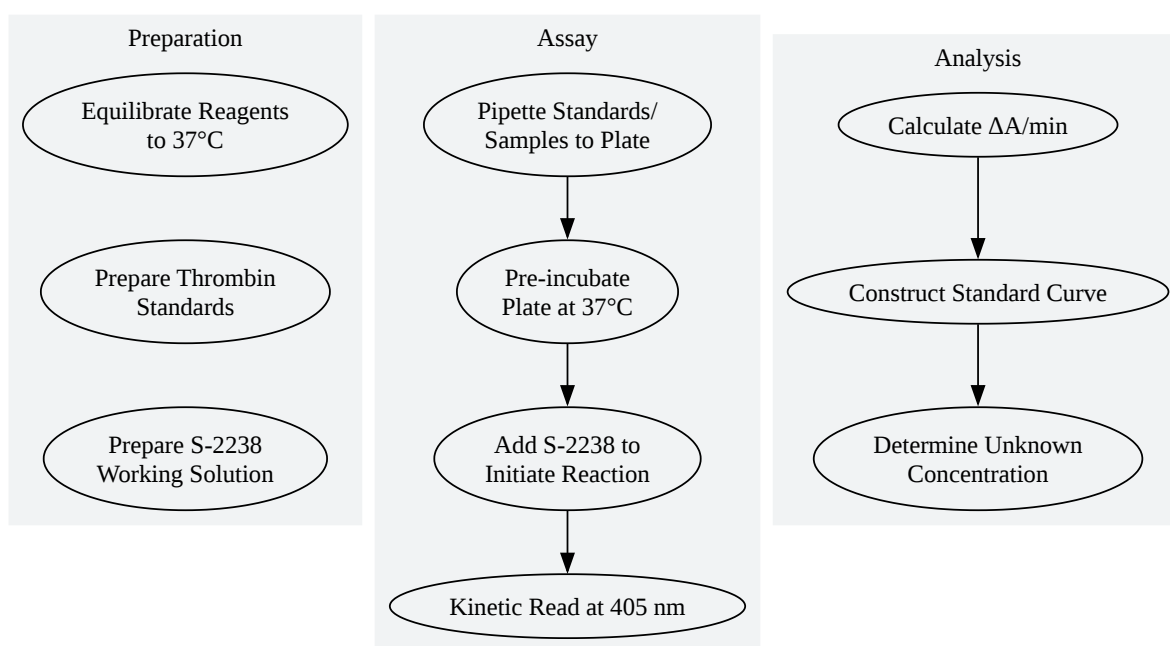 Preparation
Equilibrate Reagents
to 37°C
Prepare Thrombin
Standards
Prepare S-2238
Working Solution
Assay
Pipette Standards/
Samples to Plate
Pre-incubate
Plate at 37°C
Add S-2238 to
Initiate Reaction
Kinetic Read at 405 nm
Analysis
Calculate ΔA/min
Construct Standard Curve
Determine Unknown
Concentration